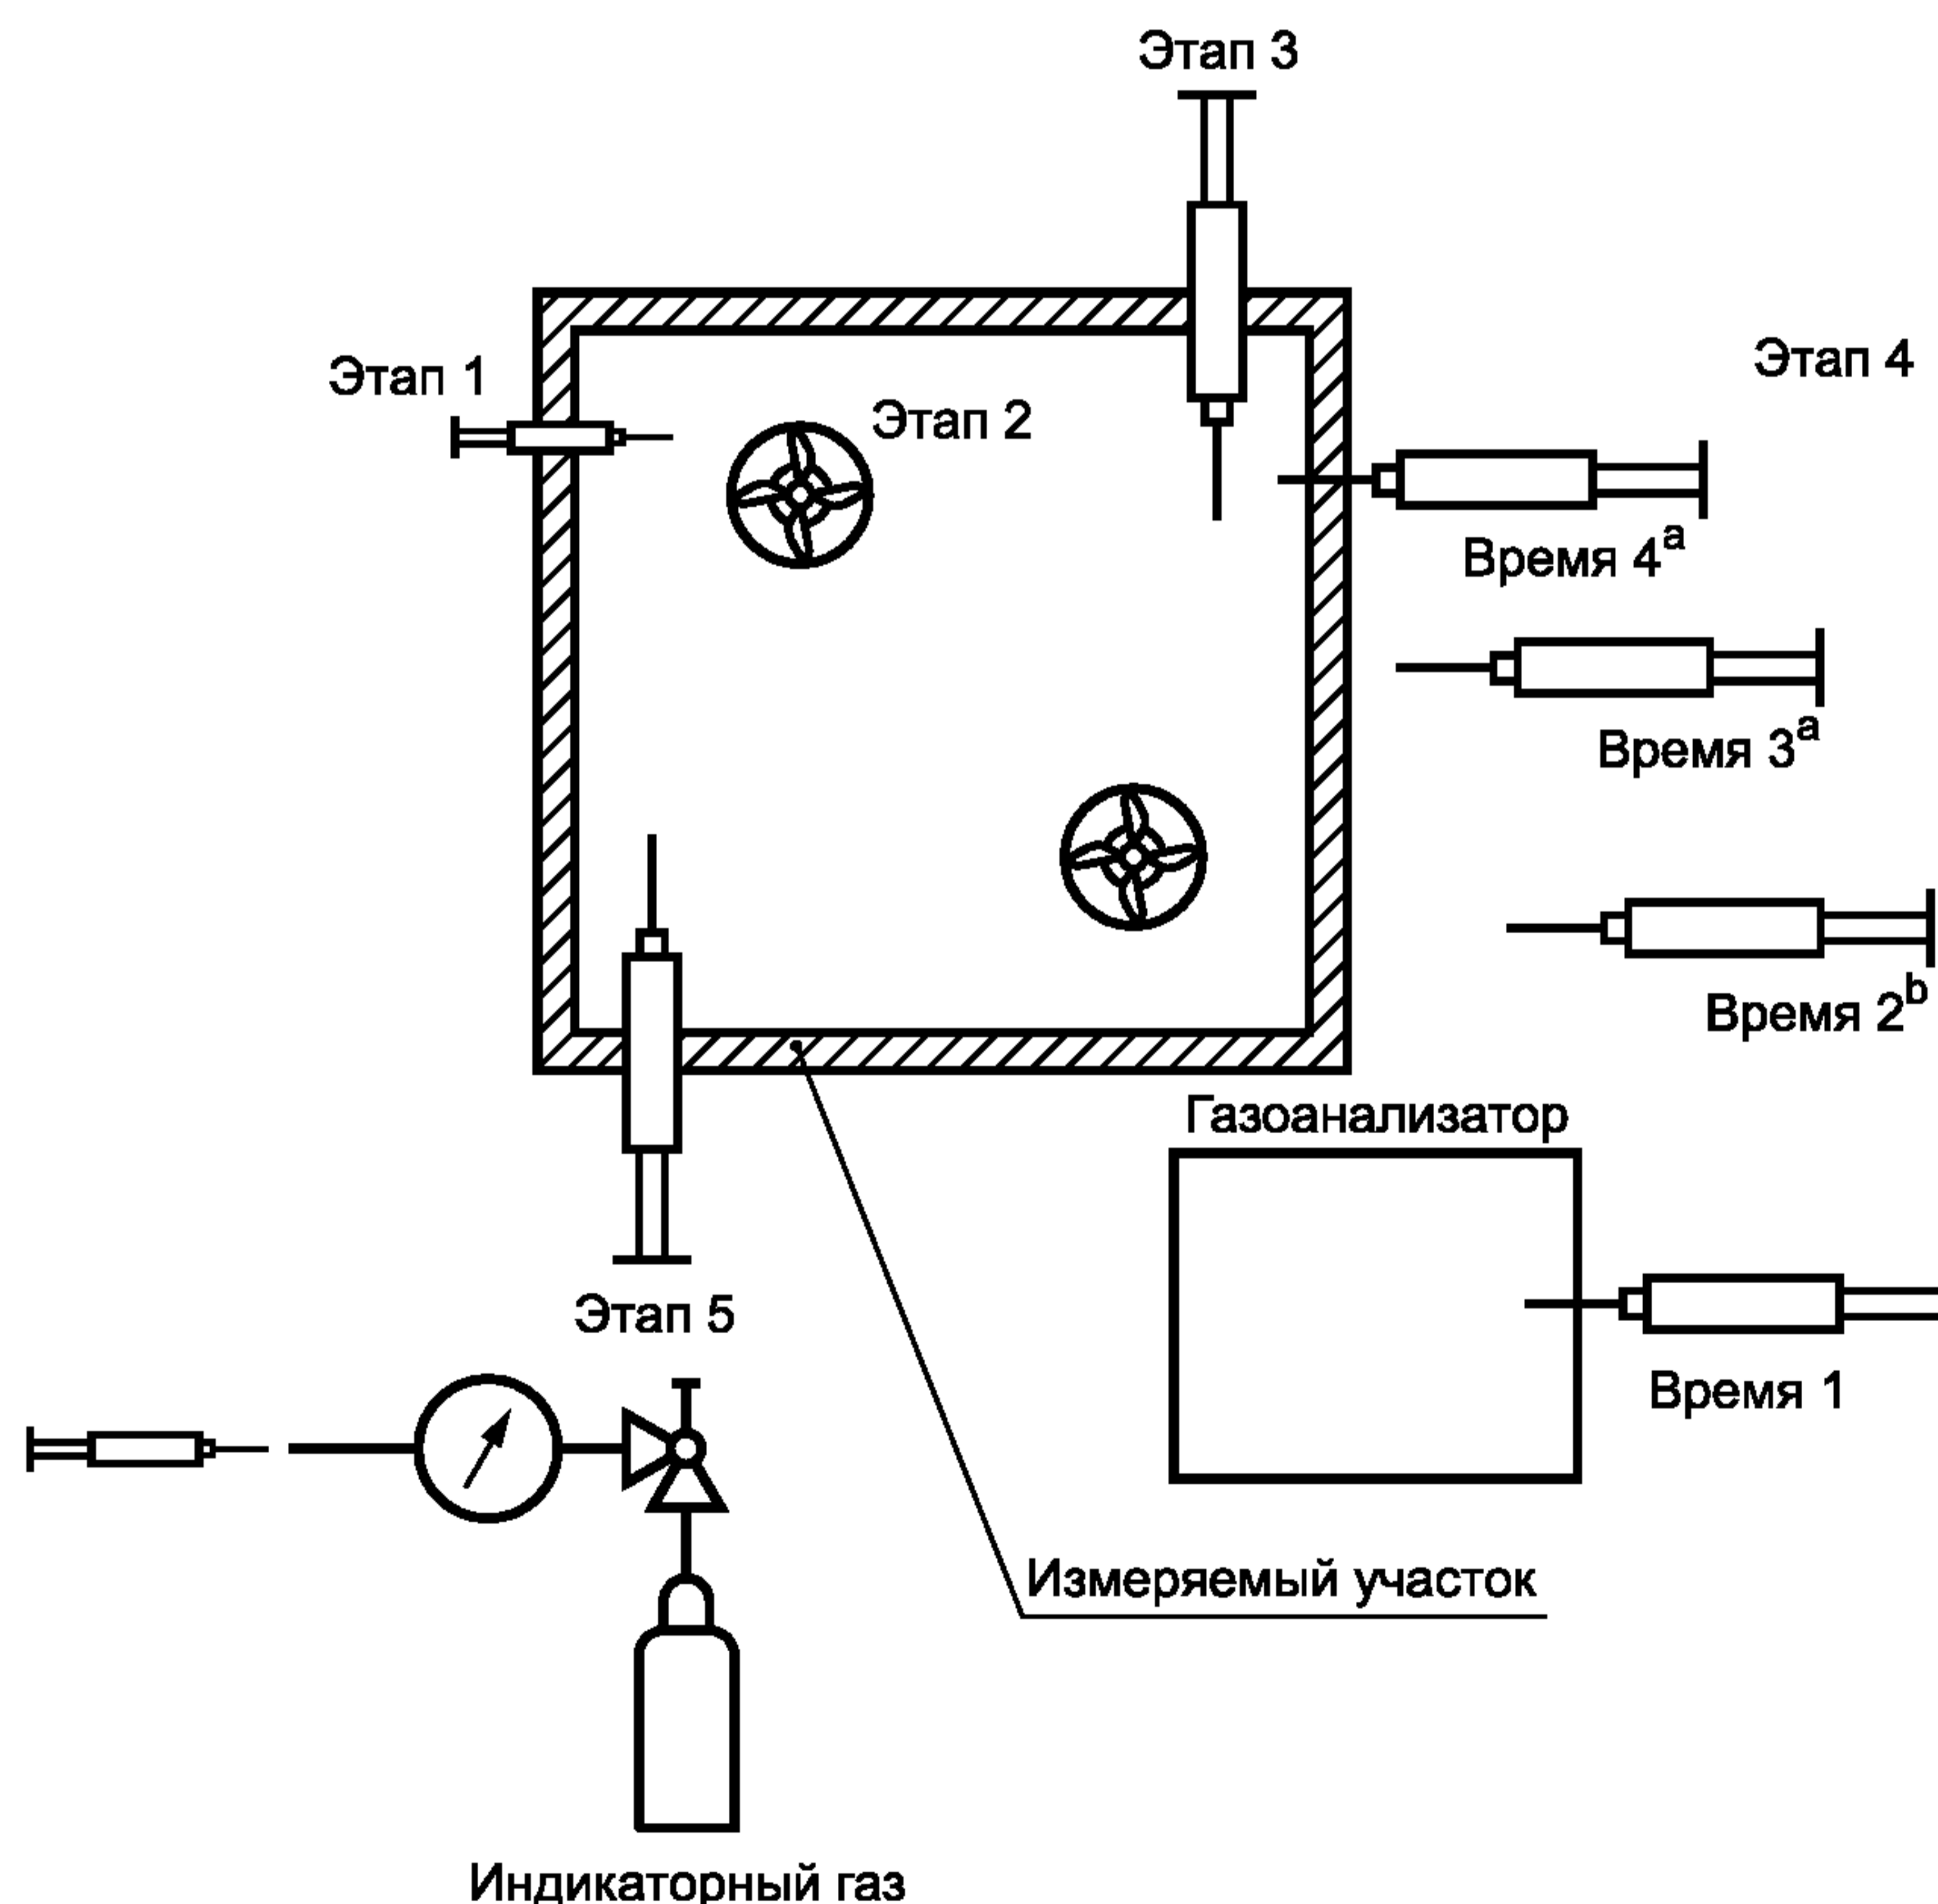 Этап 3
Этап 1
Этап 2
Этап 4
Время 4ᵃ
Время 3ᵃ
Время 2ᵇ
Газоанализатор
Этап 5
Время 1
Измеряемый участок
Индикаторный газ